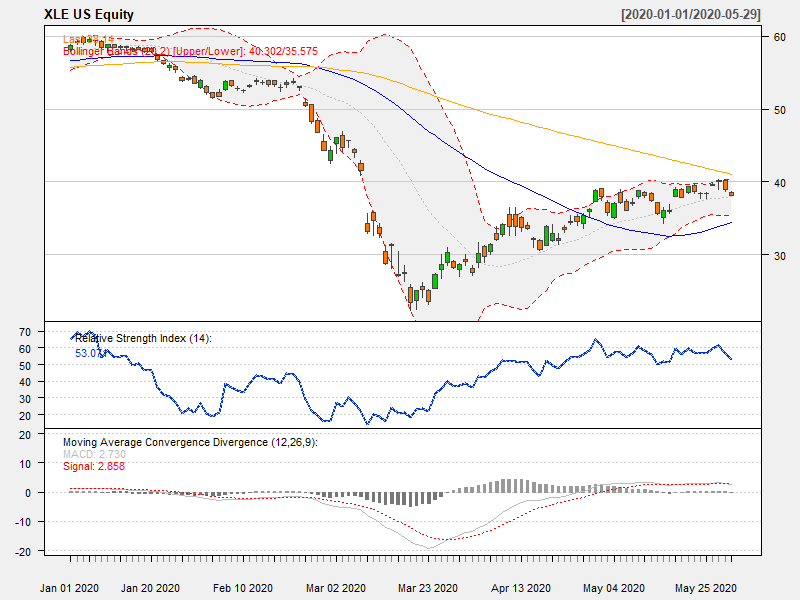 XLE US Equity [2020-01-01/2020-05-29]
Last 38.14
Bollinger Bands (20,2) [Upper/Lower]: 40.302/35.575
60
50
40
30
Relative Strength Index (14):
53.07
70
60
50
40
30
20
Moving Average Convergence Divergence (12,26,9):
MACD: 2.730
Signal: 2.858
20
10
0
-10
-20
Jan 01 2020 Jan 20 2020 Feb 10 2020 Mar 02 2020 Mar 23 2020 Apr 13 2020 May 04 2020 May 25 2020